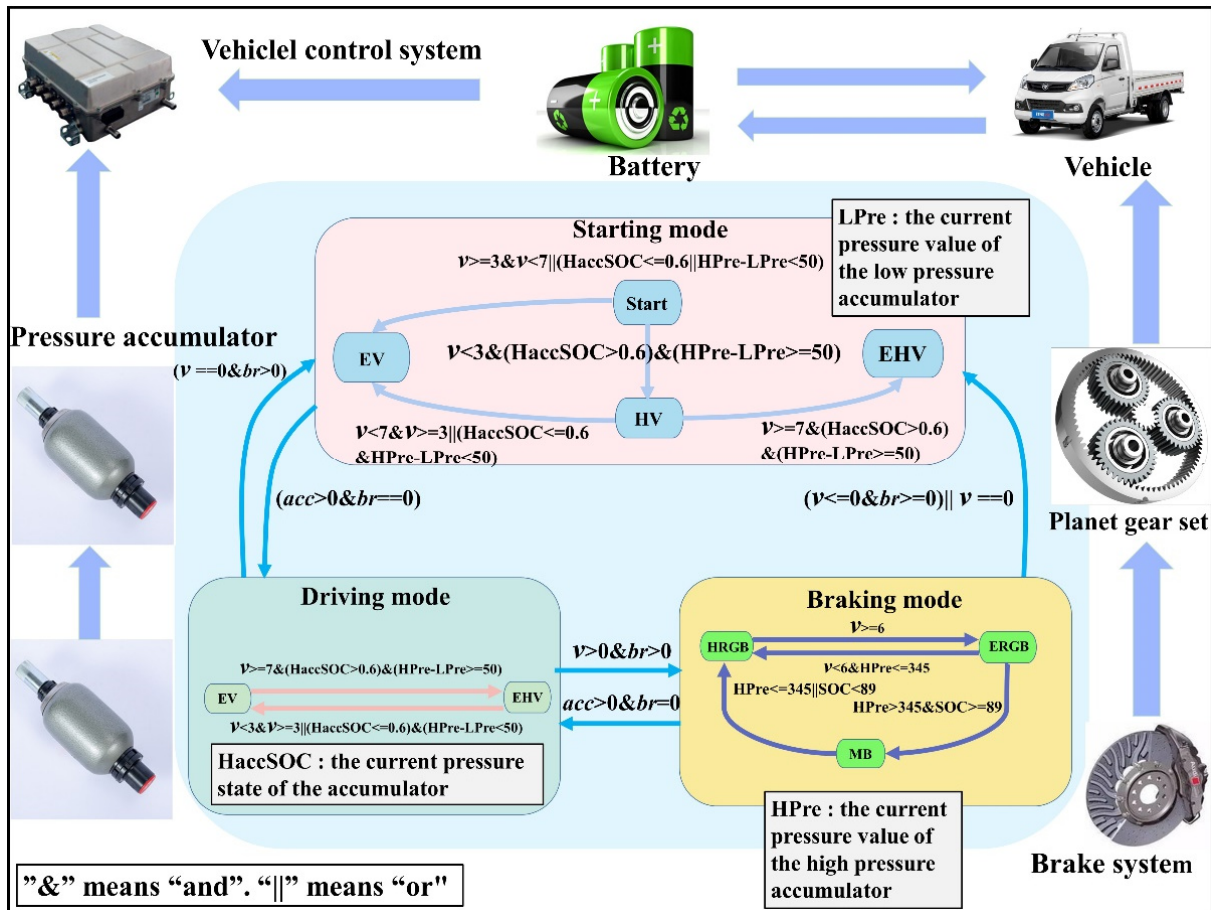 Vehiclel control system
Battery
Vehicle
LPre : the current
pressure value of
the low pressure
accumulator
Starting mode
v>=3&v<7||(HaccSOC<=0.6||HPre-LPre<50)
Start
Pressure accumulator
EV
v<3&(HaccSOC>0.6)&(HPre-LPre>=50)
EHV
(v ==0&br>0)
HV
v<7&v>=3||(HaccSOC<=0.6
&HPre-LPre<50)
v>=7&(HaccSOC>0.6)
&(HPre-LPre>=50)
(acc>0&br==0)
(v<=0&br>=0)|| v ==0
Planet gear set
Driving mode
v>=7&(HaccSOC>0.6)&(HPre-LPre>=50)
EV
EHV
v<3&v>=3||(HaccSOC<=0.6)&(HPre-LPre<50)
HaccSOC : the current pressure
state of the accumulator
v>0&br>0
acc>0&br=0
Braking mode
v>=6
HRGB
ERGB
v<6&HPre<=345
HPre<=345||SOC<89
HPre>345&SOC>=89
MB
HPre : the current
pressure value of
the high pressure
accumulator
Brake system
”&” means “and”. “||” means “or"